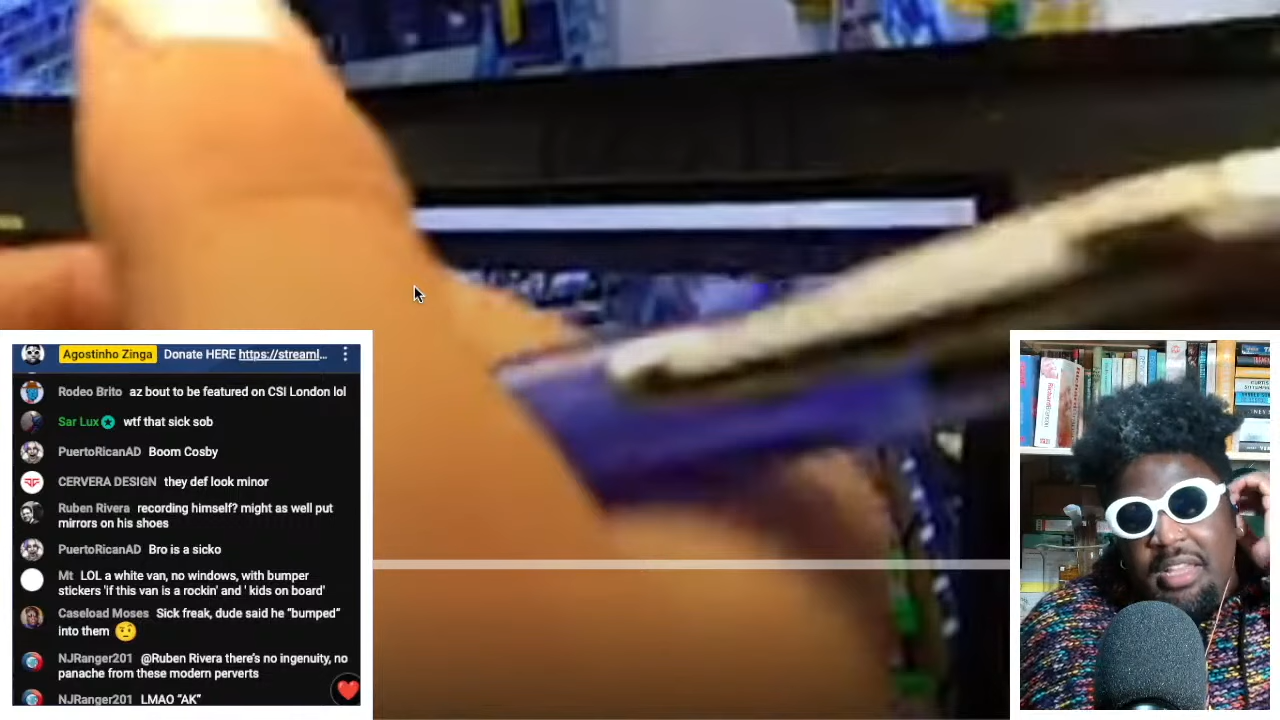 Agostinho Zinga Donate HERE https://streaml...
Rodeo Brito az bout to be featured on CSI London lol
Sar Lux wtf that sick sob
PuertoRicanAD Boom Cosby
CERVERA DESIGN they def look minor
Ruben Rivera recording himself? might as well put
mirrors on his shoes
PuertoRicanAD Bro is a sicko
Mt LOL a white van, no windows, with bumper
stickers 'if this van is a rockin' and ' kids on board'
Caseload Moses Sick freak, dude said he “bumped”
into them 🤨
NJRanger201 @Ruben Rivera there’s no ingenuity, no
panache from these modern perverts
NJRanger201 LMAO “AK”